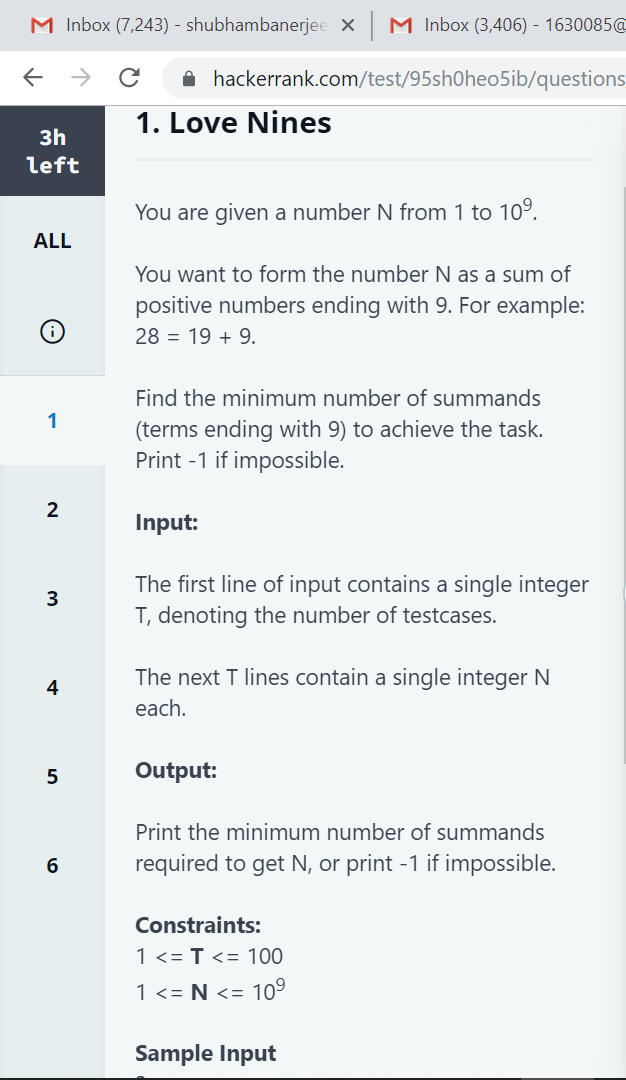 Inbox (7,243) - shubhambanerjee
Inbox (3,406) - 1630085@
hackerrank.com/test/95sh0heo5ib/questions
3h
left
ALL
1
2
3
4
5
6
1. Love Nines
You are given a number N from 1 to 10⁹.
You want to form the number N as a sum of
positive numbers ending with 9. For example:
28 = 19 + 9.
Find the minimum number of summands
(terms ending with 9) to achieve the task.
Print -1 if impossible.
Input:
The first line of input contains a single integer
T, denoting the number of testcases.
The next T lines contain a single integer N
each.
Output:
Print the minimum number of summands
required to get N, or print -1 if impossible.
Constraints:
1 <= T <= 100
1 <= N <= 10⁹
Sample Input